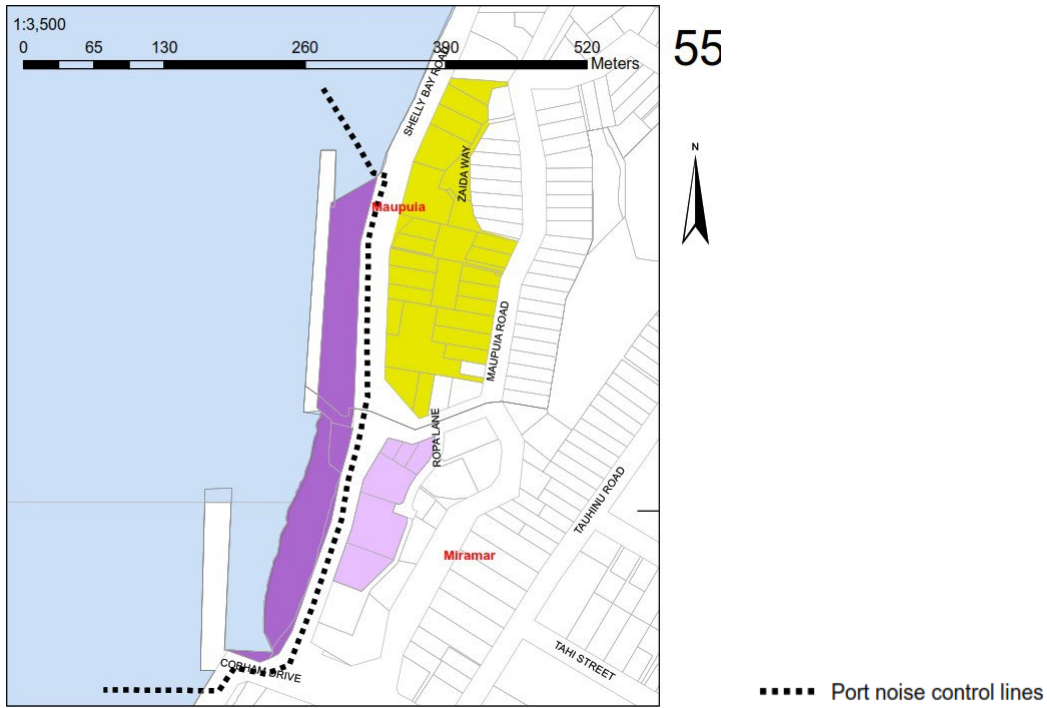 1:3,500
0 65 130 260 390 520
Meters
55
N
SHELLY BAY ROAD
ZAIDA WAY
Maupuia
MAUPUIA ROAD
ROPA LANE
TAUHINU ROAD
Miramar
TAHI STREET
COBHAM DRIVE
Port noise control lines